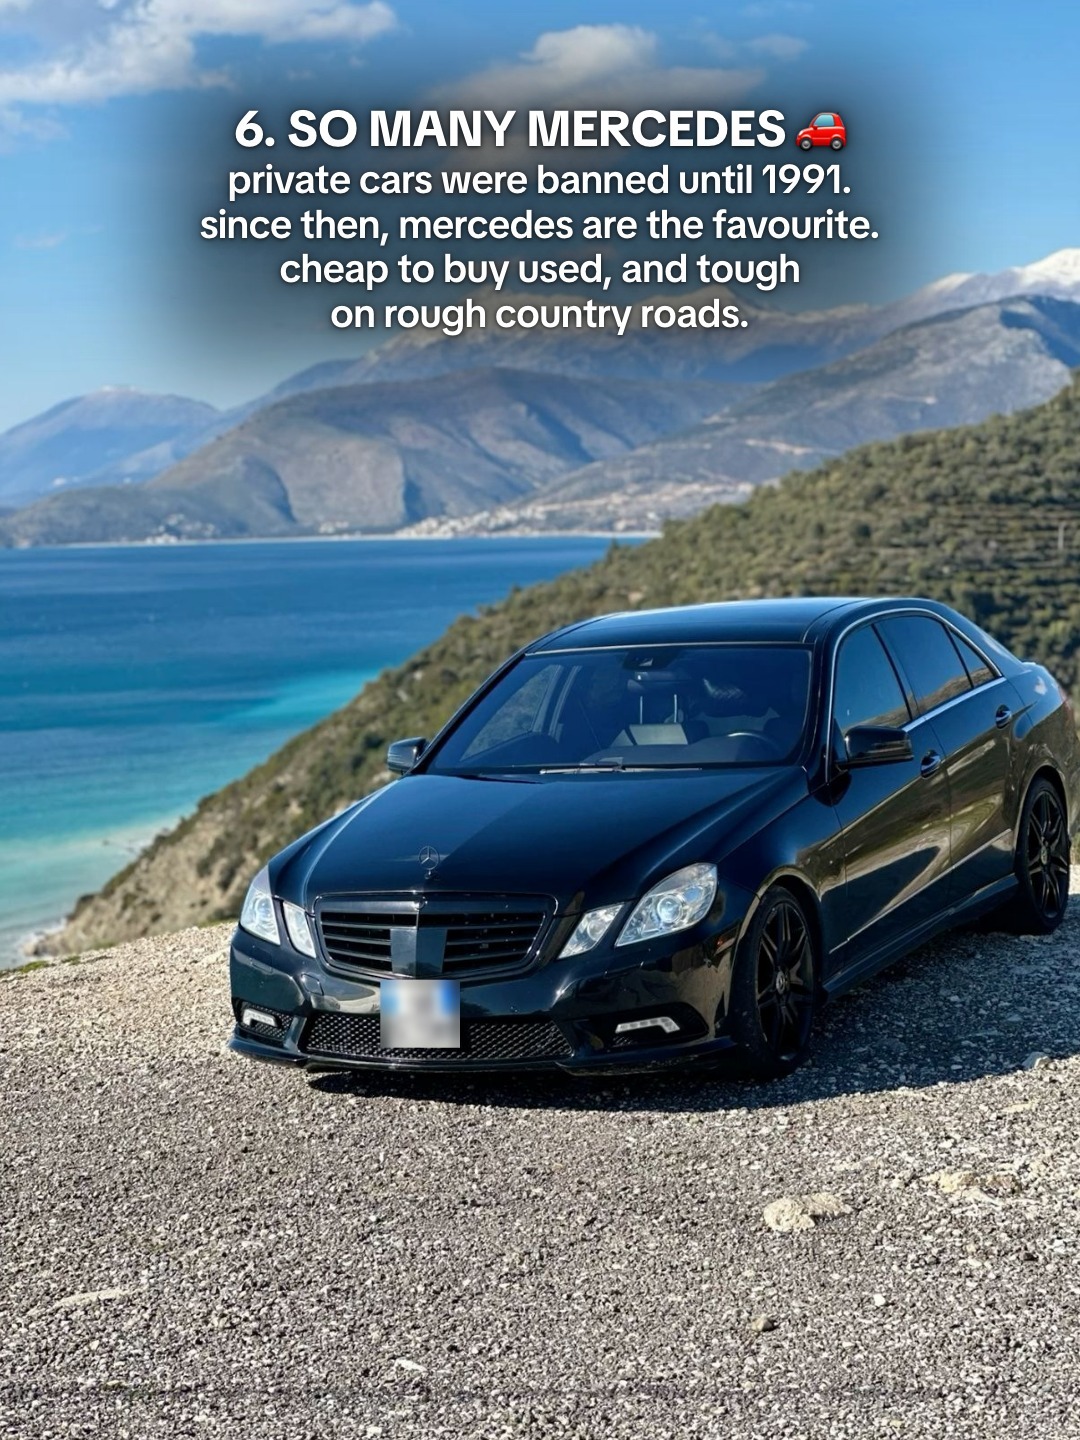 6. SO MANY MERCEDES 🚗
private cars were banned until 1991.
since then, mercedes are the favourite.
cheap to buy used, and tough
on rough country roads.